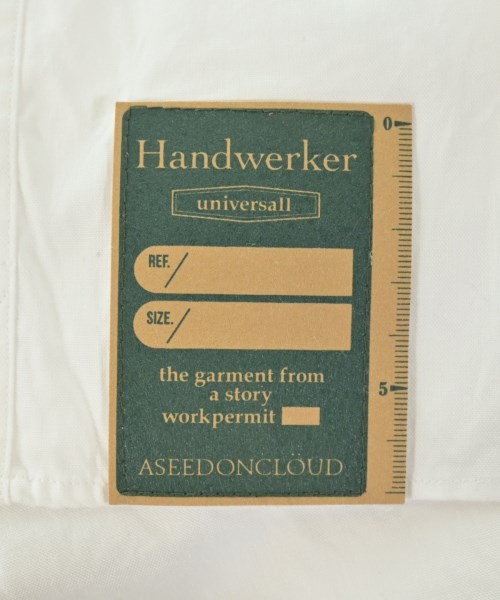 Handwerker
universall
REF./
SIZE./
the garment from
a story
workpermit
ASEEDONCLÖUD
0
5